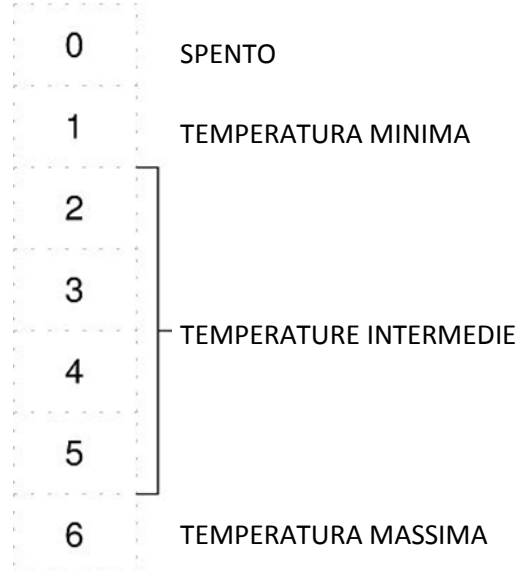 0 SPENTO
1 TEMPERATURA MINIMA
2
3
TEMPERATURE INTERMEDIE
4
5
6 TEMPERATURA MASSIMA